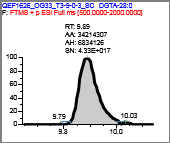 QEF1626_OG33_T3-9-0-3_SC DGTA-28:0
F: FTMS + p ESI Full ms [500.0000-2000.0000]
RT: 9.89
AA: 34214307
AH: 6834126
SN: 4.33E+017
100
80
60
40
20
0
9.79
10.03
9.8
10.0